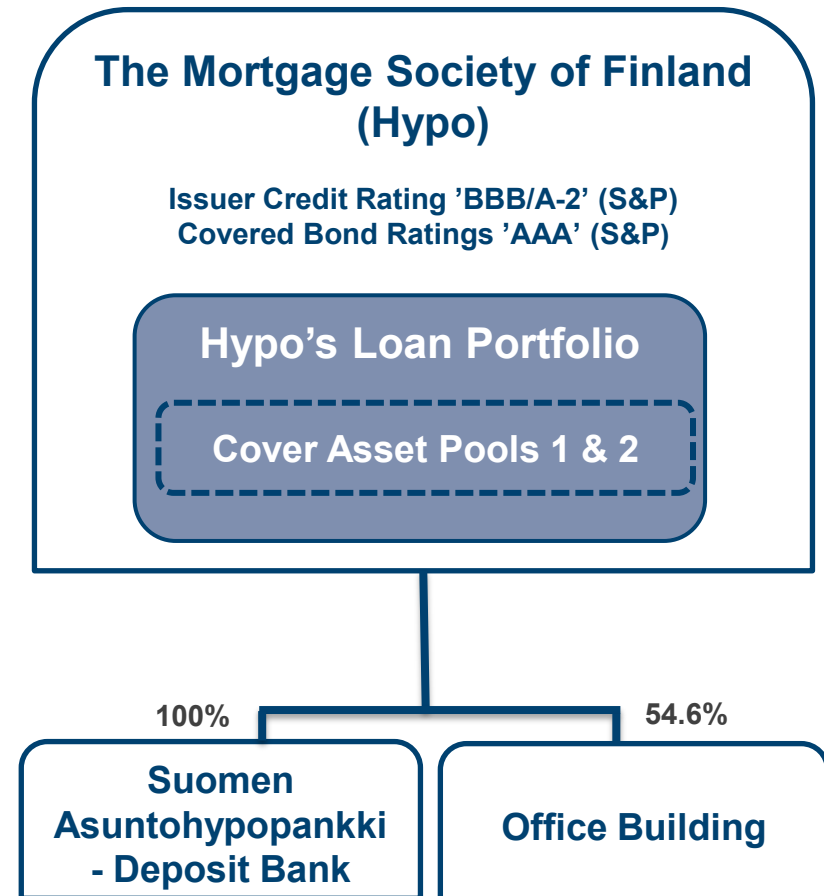 The Mortgage Society of Finland
(Hypo)
Issuer Credit Rating ’BBB/A-2’ (S&P)
Covered Bond Ratings ’AAA’ (S&P)
Hypo’s Loan Portfolio
Cover Asset Pools 1 & 2
100%
54.6%
Suomen
Asuntohypopankki
- Deposit Bank
Office Building